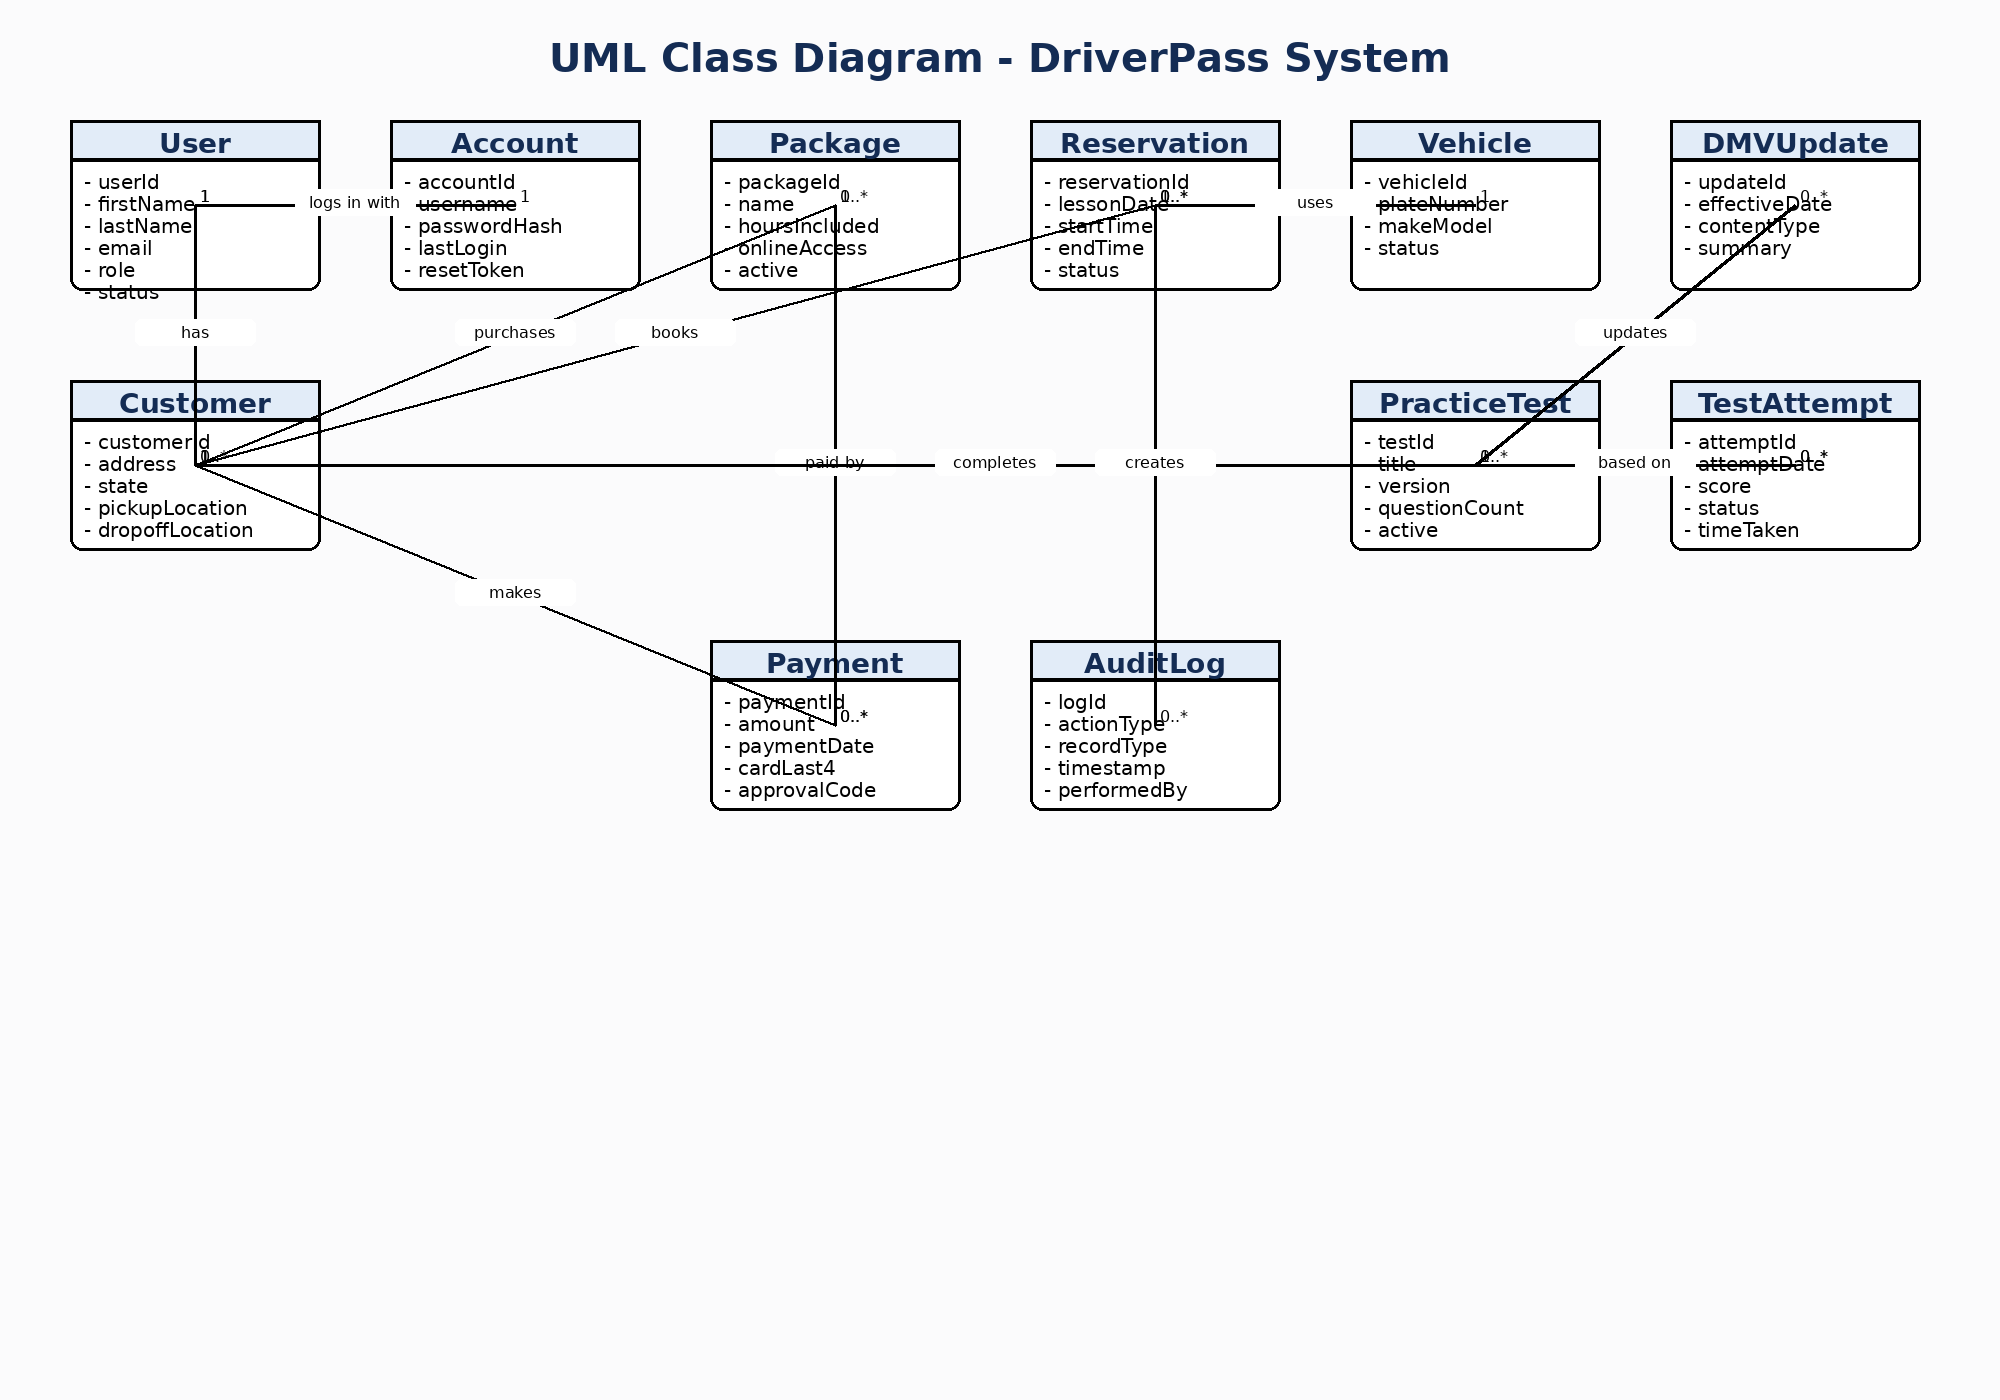 UML Class Diagram - DriverPass System
User
- userId
- firstName
- lastName
- email
- role
- status
1
logs in with
Account
- accountId
- username
- passwordHash
- lastLogin
- resetToken
1
Package
- packageId
- name
- hoursIncluded
- onlineAccess
- active
Reservation
- reservationId
- lessonDate
- startTime
- endTime
- status
uses
Vehicle
- vehicleId
- plateNumber
- makeModel
- status
1
DMVUpdate
- updateId
- effectiveDate
- contentType
- summary
0..*
has
purchases
books
updates
Customer
- customerId
- address
- state
- pickupLocation
- dropoffLocation
paid by
completes
creates
PracticeTest
- testId
- title
- version
- questionCount
- active
based on
TestAttempt
- attemptId
- attemptDate
- score
- status
- timeTaken
0..*
makes
Payment
- paymentId
- amount
- paymentDate
- cardLast4
- approvalCode
0..*
AuditLog
- logId
- actionType
- recordType
- timestamp
- performedBy
0..*